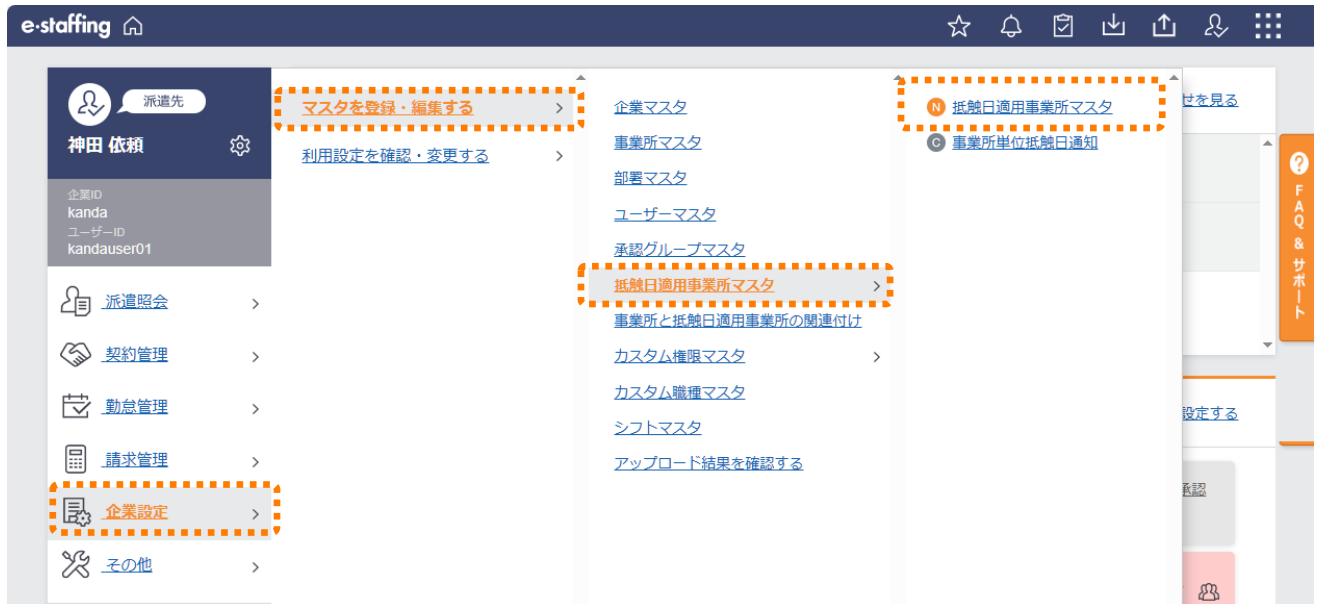 e-staffing
派遣先
神田 依頼
企業ID
kanda
ユーザーID
kandauser01
派遣照会
契約管理
勤怠管理
請求管理
企業設定
その他
マスタを登録・編集する
利用設定を確認・変更する
企業マスタ
事業所マスタ
部署マスタ
ユーザーマスタ
承認グループマスタ
抵触日適用事業所マスタ
事業所と抵触日適用事業所の関連付け
カスタム権限マスタ
カスタム職種マスタ
シフトマスタ
アップロード結果を確認する
N 抵触日適用事業所マスタ
C 事業所単位抵触日通知
せを見る
設定する
承認
? FAQ & サポート